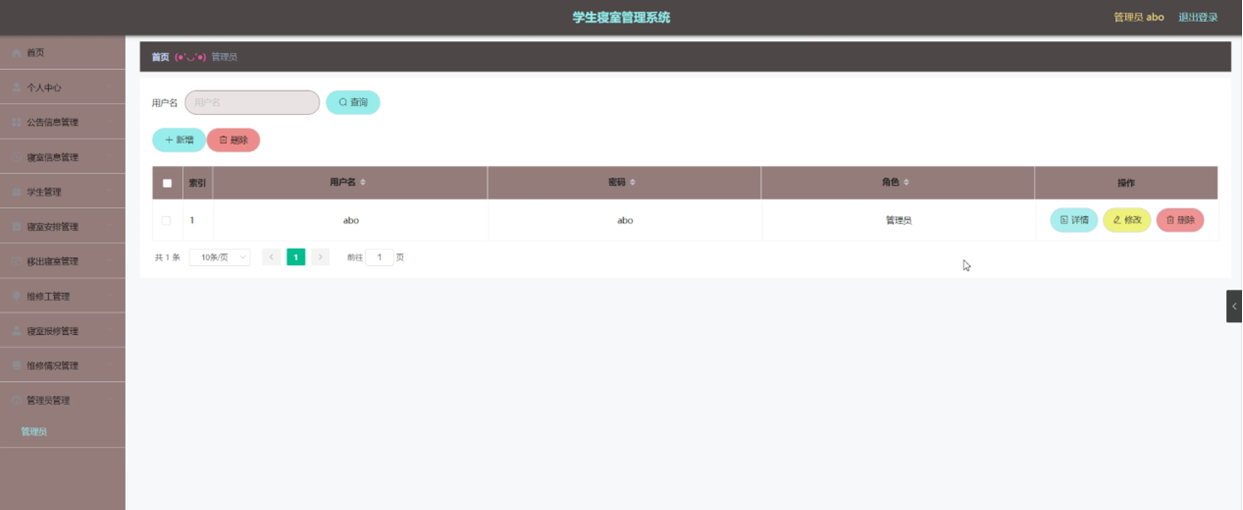 学生寝室管理系统
管理员 abo 退出登录
首页
个人中心
公告信息管理
寝室信息管理
学生管理
寝室安排管理
移出寝室管理
维修工管理
寝室报修管理
维修情况管理
管理员管理
管理员
首页 (●'◡'●) 管理员
用户名 用户名 查询
新增 删除
索引 用户名 密码 角色 操作
1 abo abo 管理员 详情 修改 删除
共 1 条 10条/页 1 前往 1 页